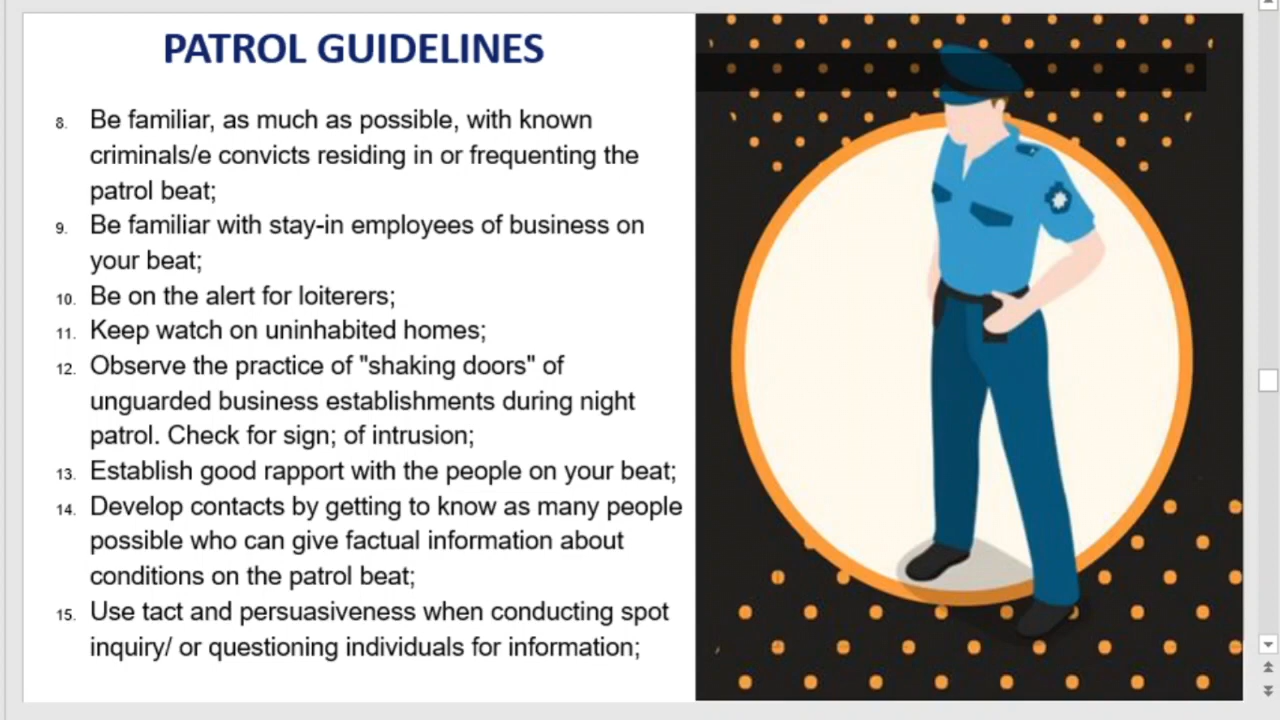 PATROL GUIDELINES
8. Be familiar, as much as possible, with known
criminals/e convicts residing in or frequenting the
patrol beat;
9. Be familiar with stay-in employees of business on
your beat;
10. Be on the alert for loiterers;
11. Keep watch on uninhabited homes;
12. Observe the practice of "shaking doors" of
unguarded business establishments during night
patrol. Check for sign; of intrusion;
13. Establish good rapport with the people on your beat;
14. Develop contacts by getting to know as many people
possible who can give factual information about
conditions on the patrol beat;
15. Use tact and persuasiveness when conducting spot
inquiry/ or questioning individuals for information;